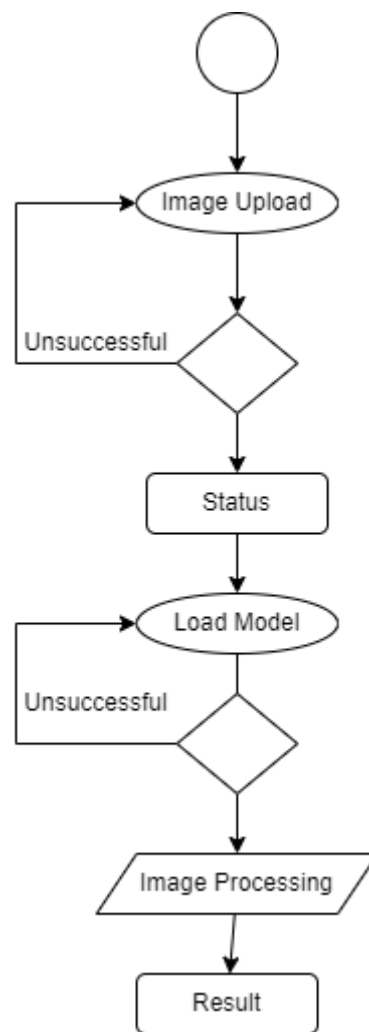 Image Upload
Unsuccessful
Status
Load Model
Unsuccessful
Image Processing
Result